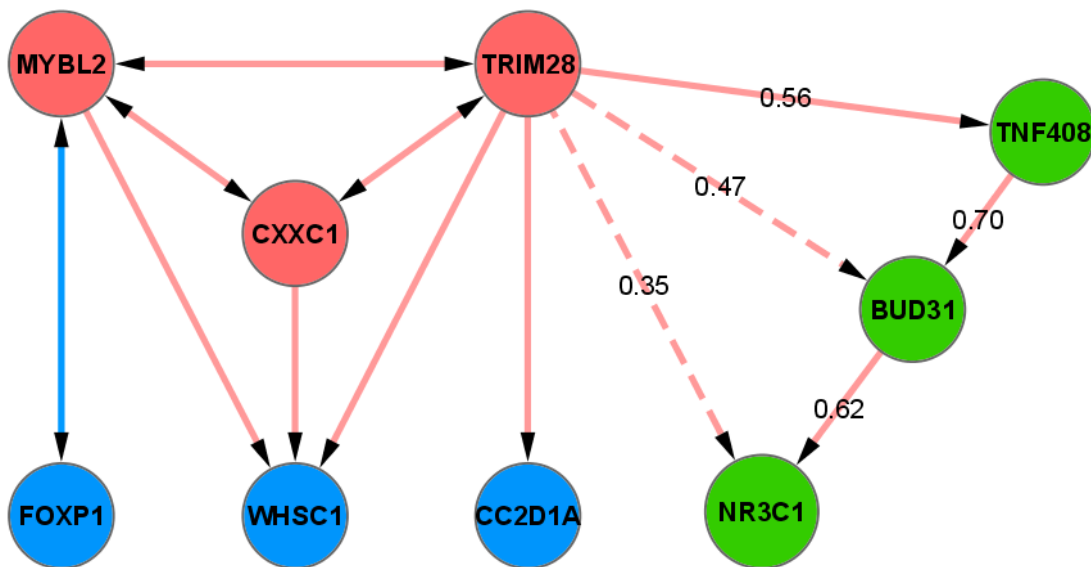 MYBL2
TRIM28
0.56
TNF408
0.47
0.70
CXXC1
0.35
BUD31
0.62
FOXP1
WHSC1
CC2D1A
NR3C1